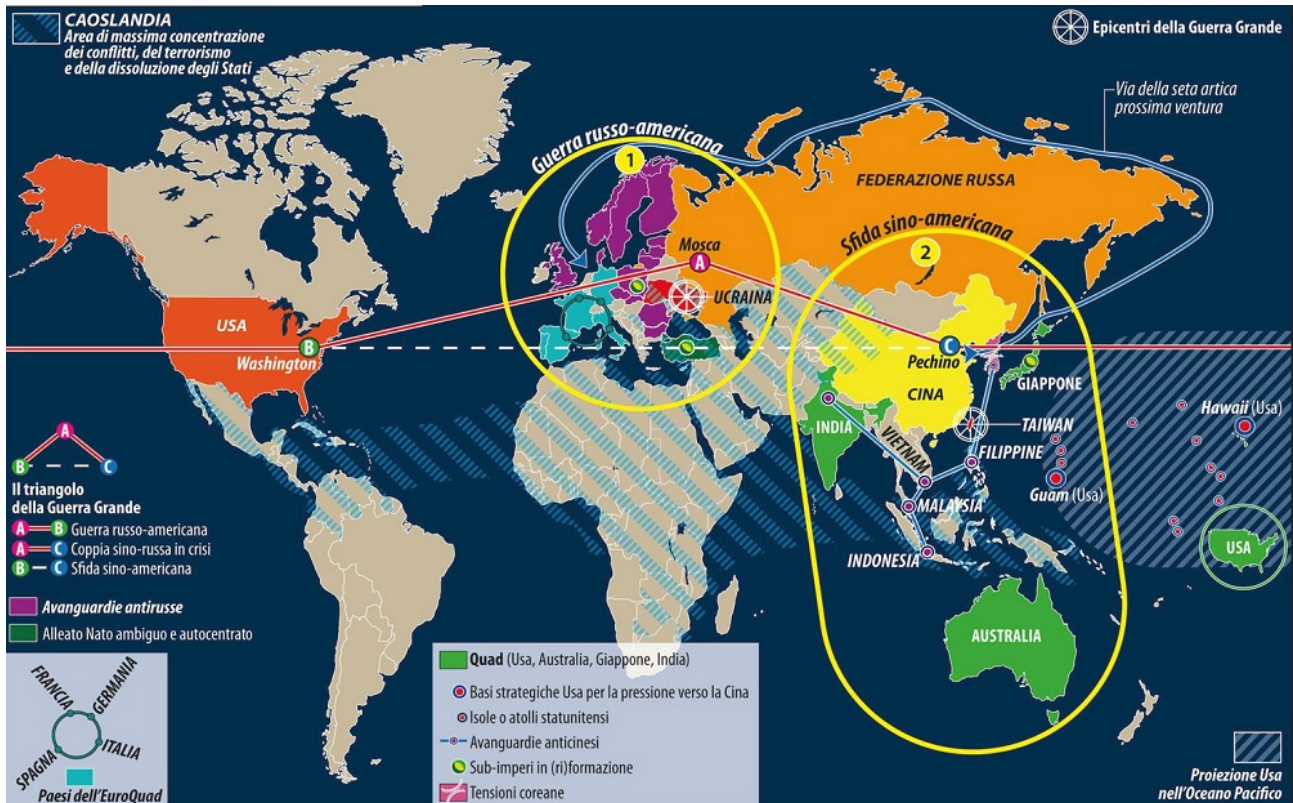 CAOSLANDIA
Area di massima concentrazione
dei conflitti, del terrorismo
e della dissoluzione degli Stati
Epicentri della Guerra Grande
Via della seta artica
prossima ventura
Guerra russo-americana
1
FEDERAZIONE RUSSA
Sfida sino-americana
2
Mosca
A
UCRAINA
USA
B
Washington
C
Pechino
CINA
GIAPPONE
INDIA
TAIWAN
VIETNAM
FILIPPINE
Hawaii (Usa)
Guam (Usa)
MALAYSIA
INDONESIA
USA
AUSTRALIA
A
B C
Il triangolo
della Guerra Grande
A B Guerra russo-americana
A C Coppia sino-russa in crisi
B C Sfida sino-americana
Avanguardie antirusse
Alleato Nato ambiguo e autocentrato
FRANCIA
GERMANIA
SPAGNA
ITALIA
Paesi dell'EuroQuad
Quad (Usa, Australia, Giappone, India)
Basi strategiche Usa per la pressione verso la Cina
Isole o atolli statunitensi
Avanguardie anticinesi
Sub-imperi in (ri)formazione
Tensioni coreane
Proiezione Usa
nell'Oceano Pacifico